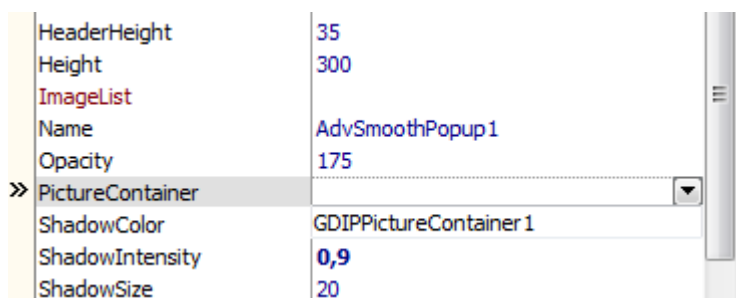 HeaderHeight 35
Height 300
ImageList
Name AdvSmoothPopup1
Opacity 175
» PictureContainer
ShadowColor GDIPPictureContainer1
ShadowIntensity 0,9
ShadowSize 20